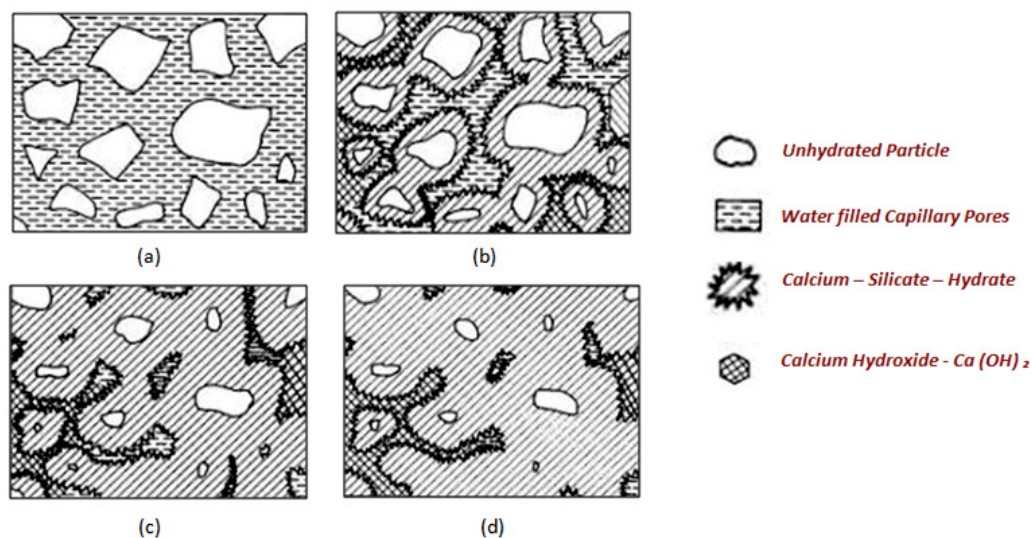 (a)
(b)
(c)
(d)
Unhydrated Particle
Water filled Capillary Pores
Calcium – Silicate – Hydrate
Calcium Hydroxide - Ca (OH) ₂